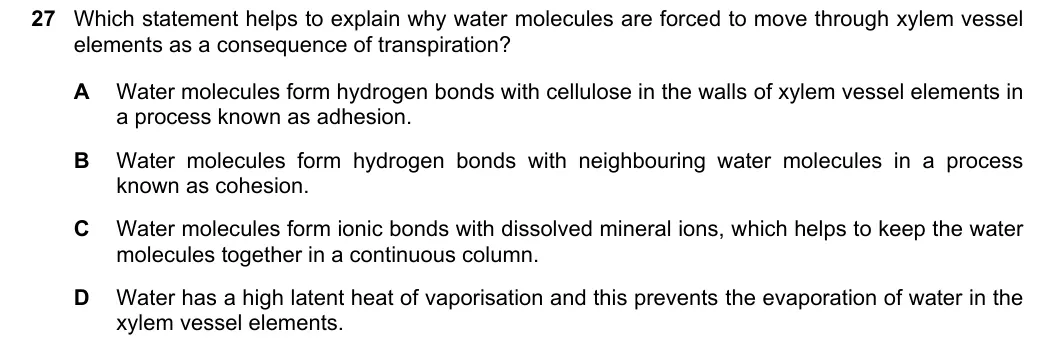 27 Which statement helps to explain why water molecules are forced to move through xylem vessel
elements as a consequence of transpiration?
A Water molecules form hydrogen bonds with cellulose in the walls of xylem vessel elements in
a process known as adhesion.
B Water molecules form hydrogen bonds with neighbouring water molecules in a process
known as cohesion.
C Water molecules form ionic bonds with dissolved mineral ions, which helps to keep the water
molecules together in a continuous column.
D Water has a high latent heat of vaporisation and this prevents the evaporation of water in the
xylem vessel elements.